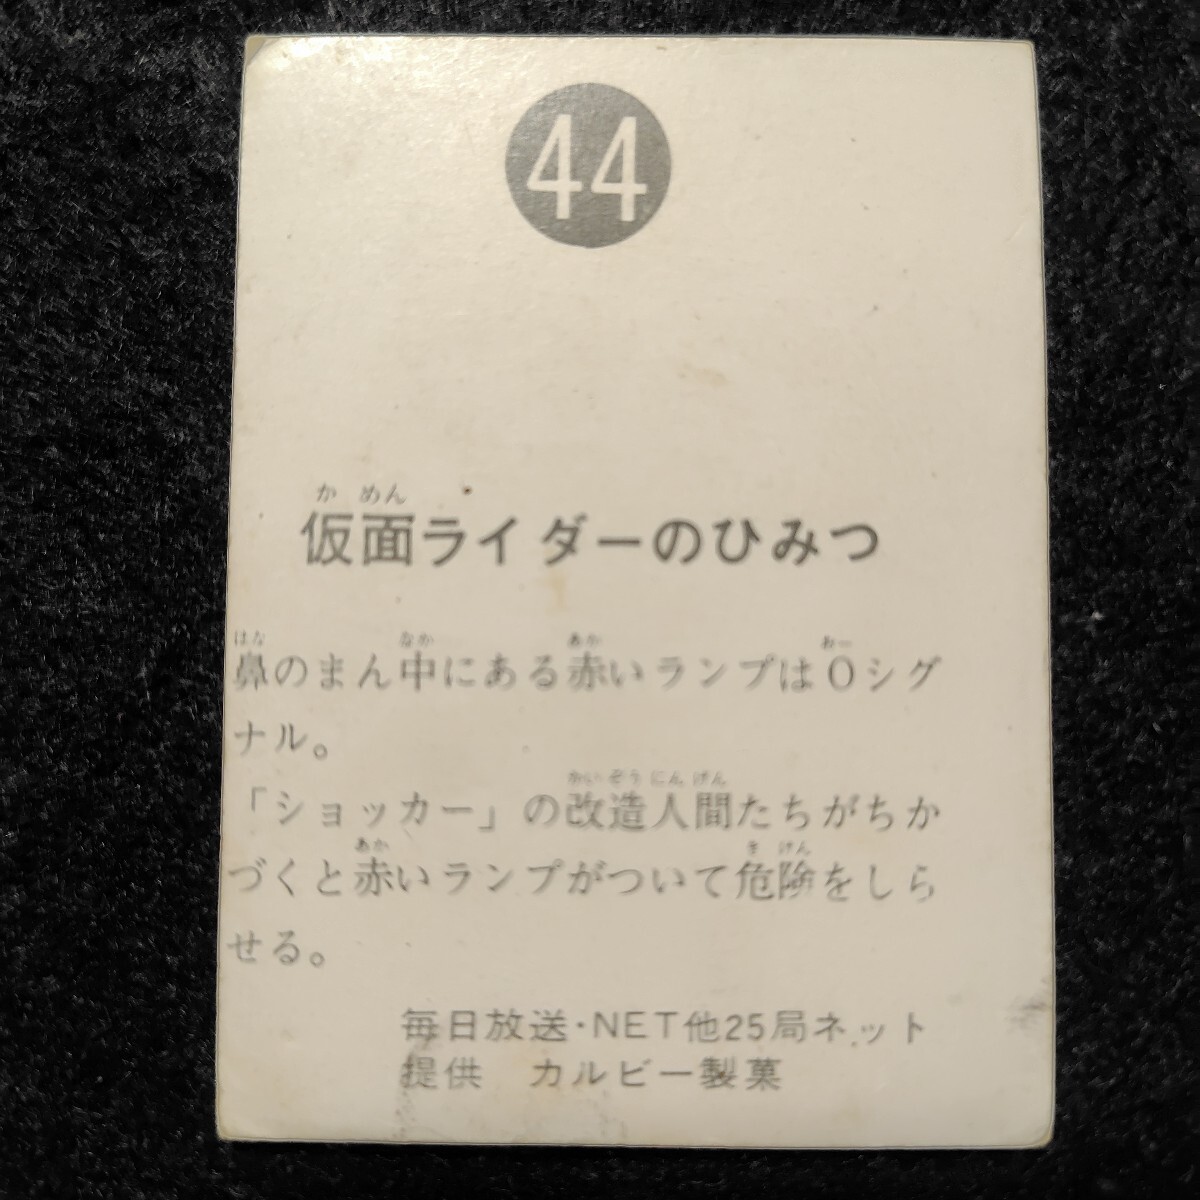 44
かめん
仮面ライダーのひみつ
はな なか あか おー
鼻のまん中にある赤いランプはOシグ
ナル。
かいぞうにんげん
「ショッカー」の改造人間たちがちか
あか きけん
づくと赤いランプがついて危険をしら
せる。
毎日放送・NET他25局ネット
提供 カルビー製菓